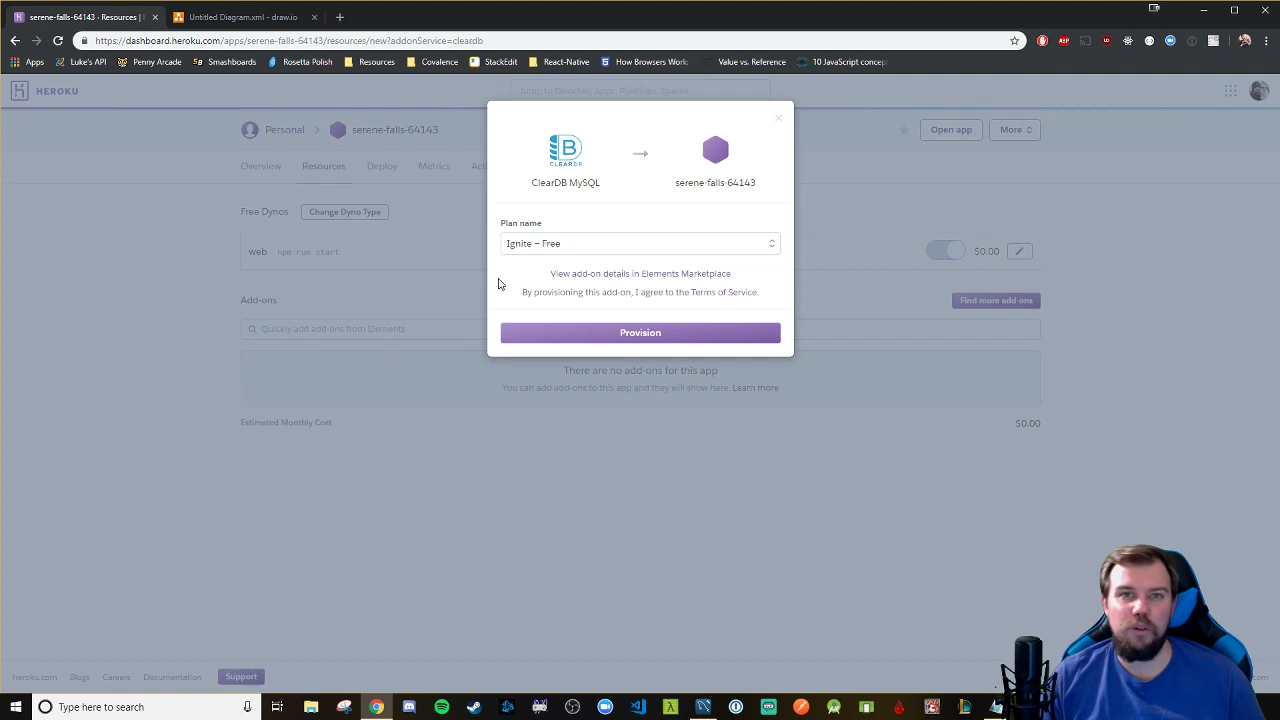 serene-falls-64143 · Resources |
Untitled Diagram.xml - draw.io
https://dashboard.heroku.com/apps/serene-falls-64143/resources/new?addonService=cleardb
Apps
Luke's API
Penny Arcade
Smashboards
Rosetta Polish
Resources
Covalence
StackEdit
React-Native
How Browsers Work:
Value vs. Reference
10 JavaScript concep
HEROKU
Jump to Favorites, Apps, Pipelines, Spaces...
Personal
serene-falls-64143
Open app
More
Overview
Resources
Deploy
Metrics
Acti
Free Dynos
Change Dyno Type
web npm run start
$0.00
Add-ons
Find more add-ons
Quickly add add-ons from Elements
There are no add-ons for this app
You can add add-ons to this app and they will show here. Learn more
Estimated Monthly Cost
$0.00
CLEARDB
ClearDB MySQL
serene-falls-64143
Plan name
Ignite – Free
View add-on details in Elements Marketplace
By provisioning this add-on, I agree to the Terms of Service.
Provision
heroku.com
Blogs
Careers
Documentation
Support
Type here to search